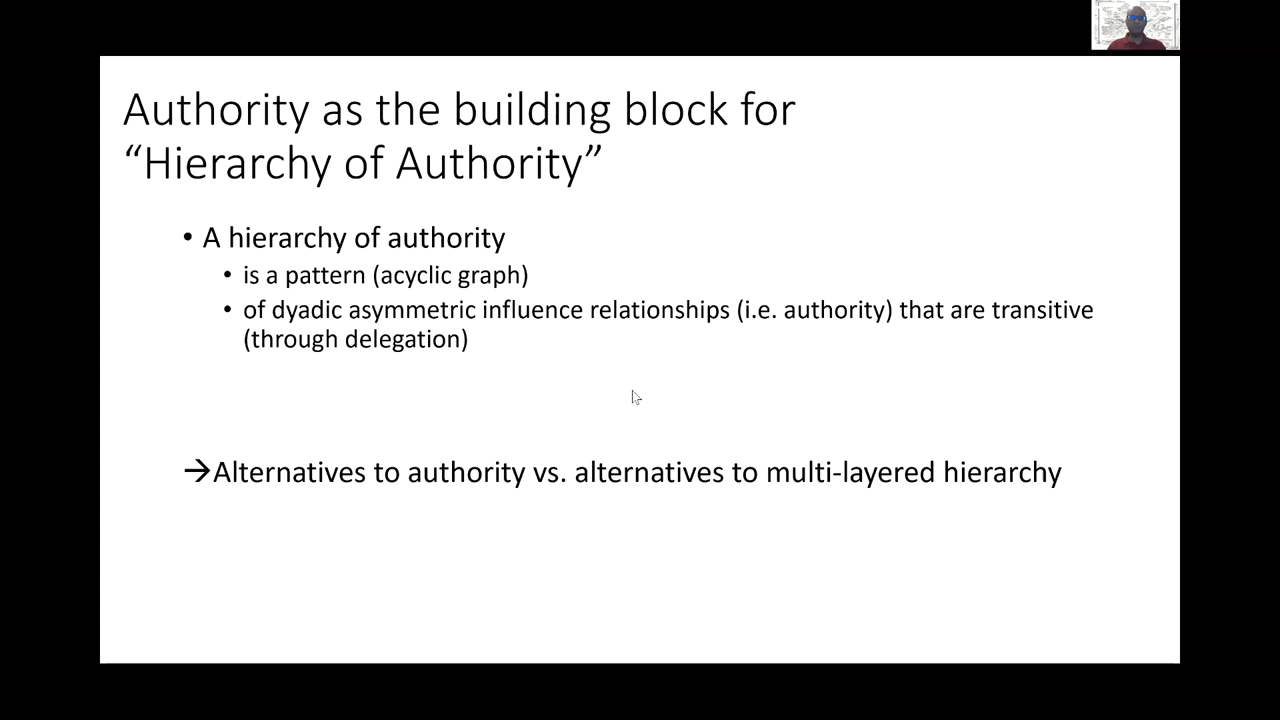 Authority as the building block for
“Hierarchy of Authority”
• A hierarchy of authority
• is a pattern (acyclic graph)
• of dyadic asymmetric influence relationships (i.e. authority) that are transitive
(through delegation)
→Alternatives to authority vs. alternatives to multi-layered hierarchy